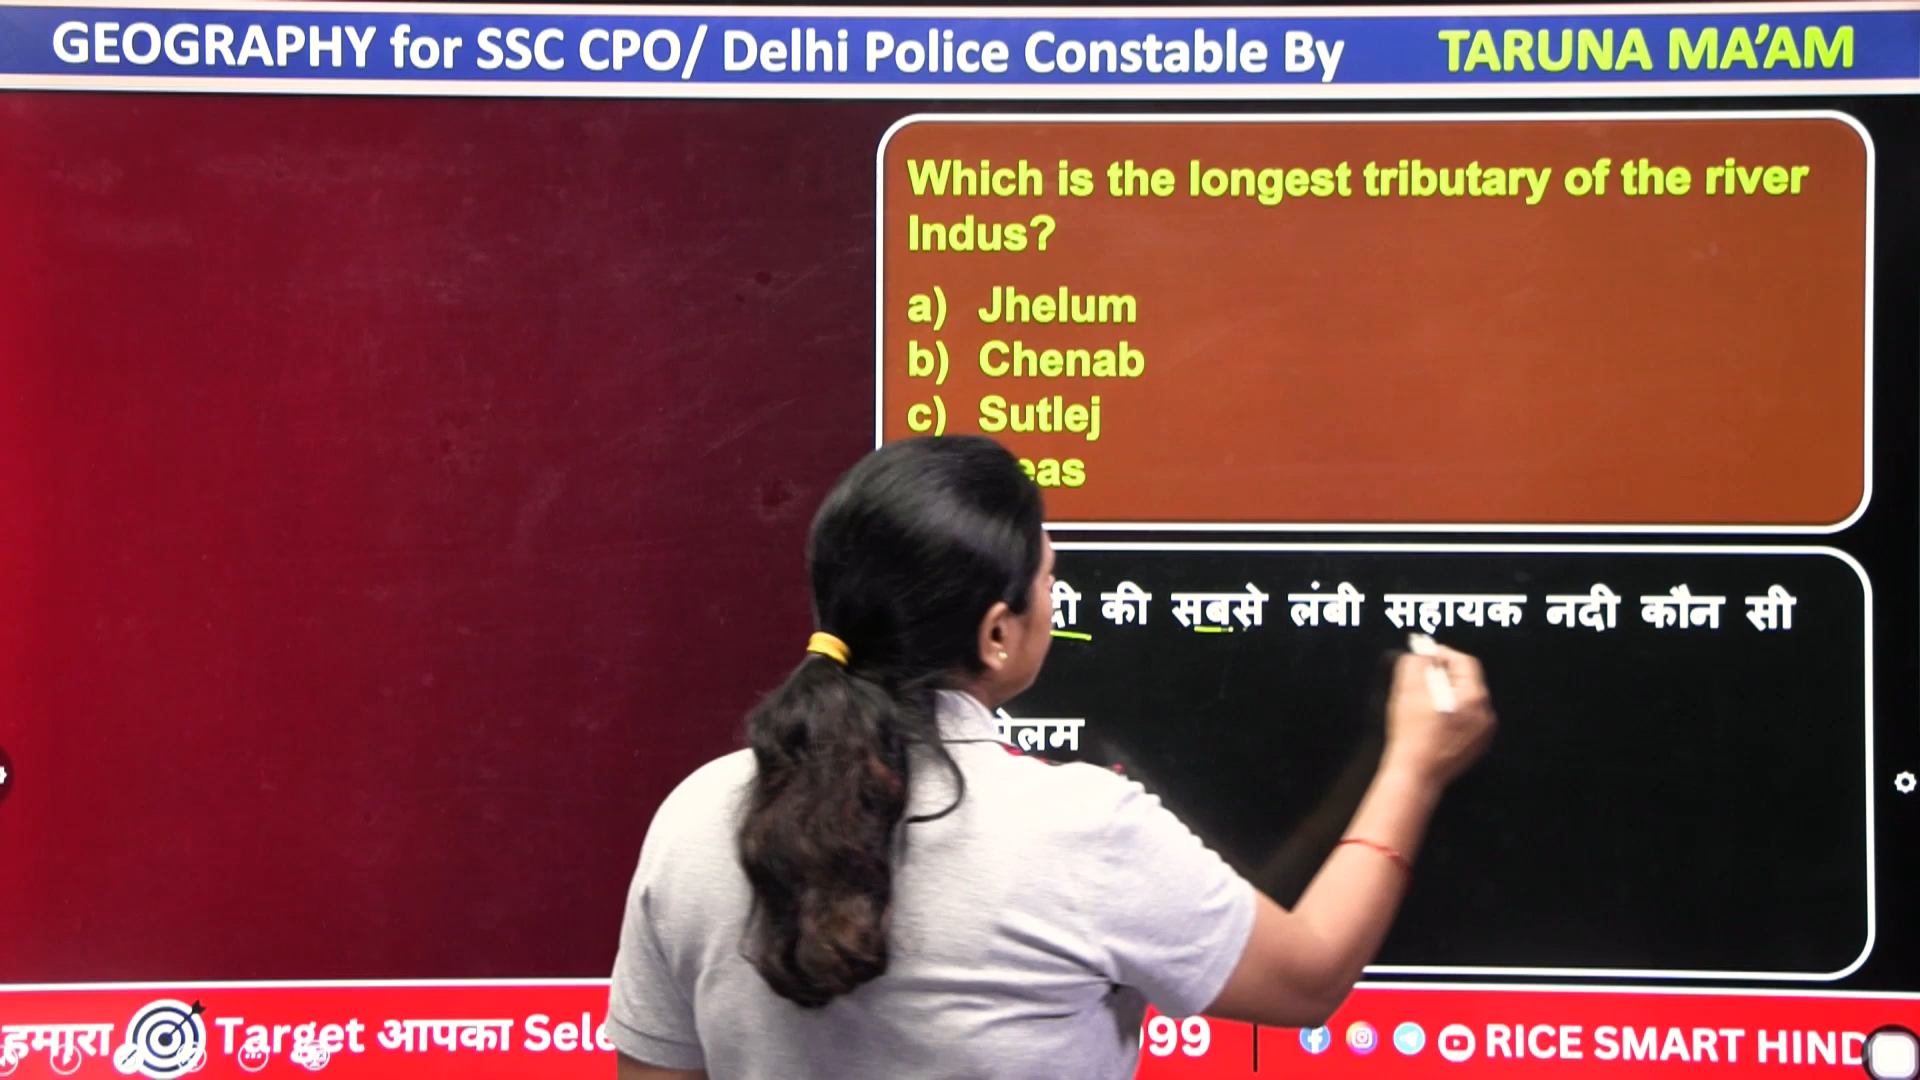 GEOGRAPHY for SSC CPO/ Delhi Police Constable By TARUNA MA'AM
Which is the longest tributary of the river
Indus?
a) Jhelum
b) Chenab
c) Sutlej
की सबसे लंबी सहायक नदी कौन सी
हमारा Target आपका
RICE SMART